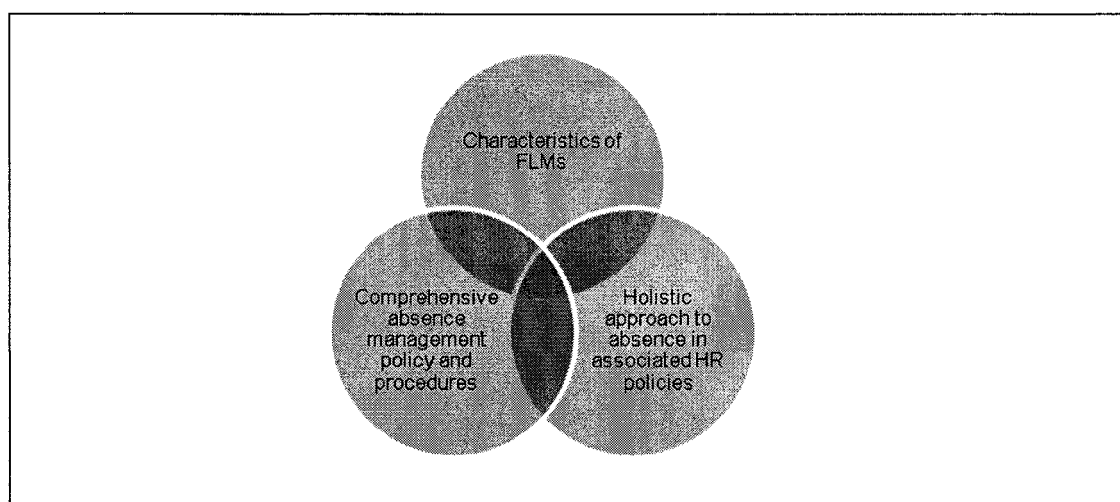 Characteristics of
FLMs
Comprehensive
absence
management
policy and
procedures
Holistic
approach to
absence in
associated HR
policies